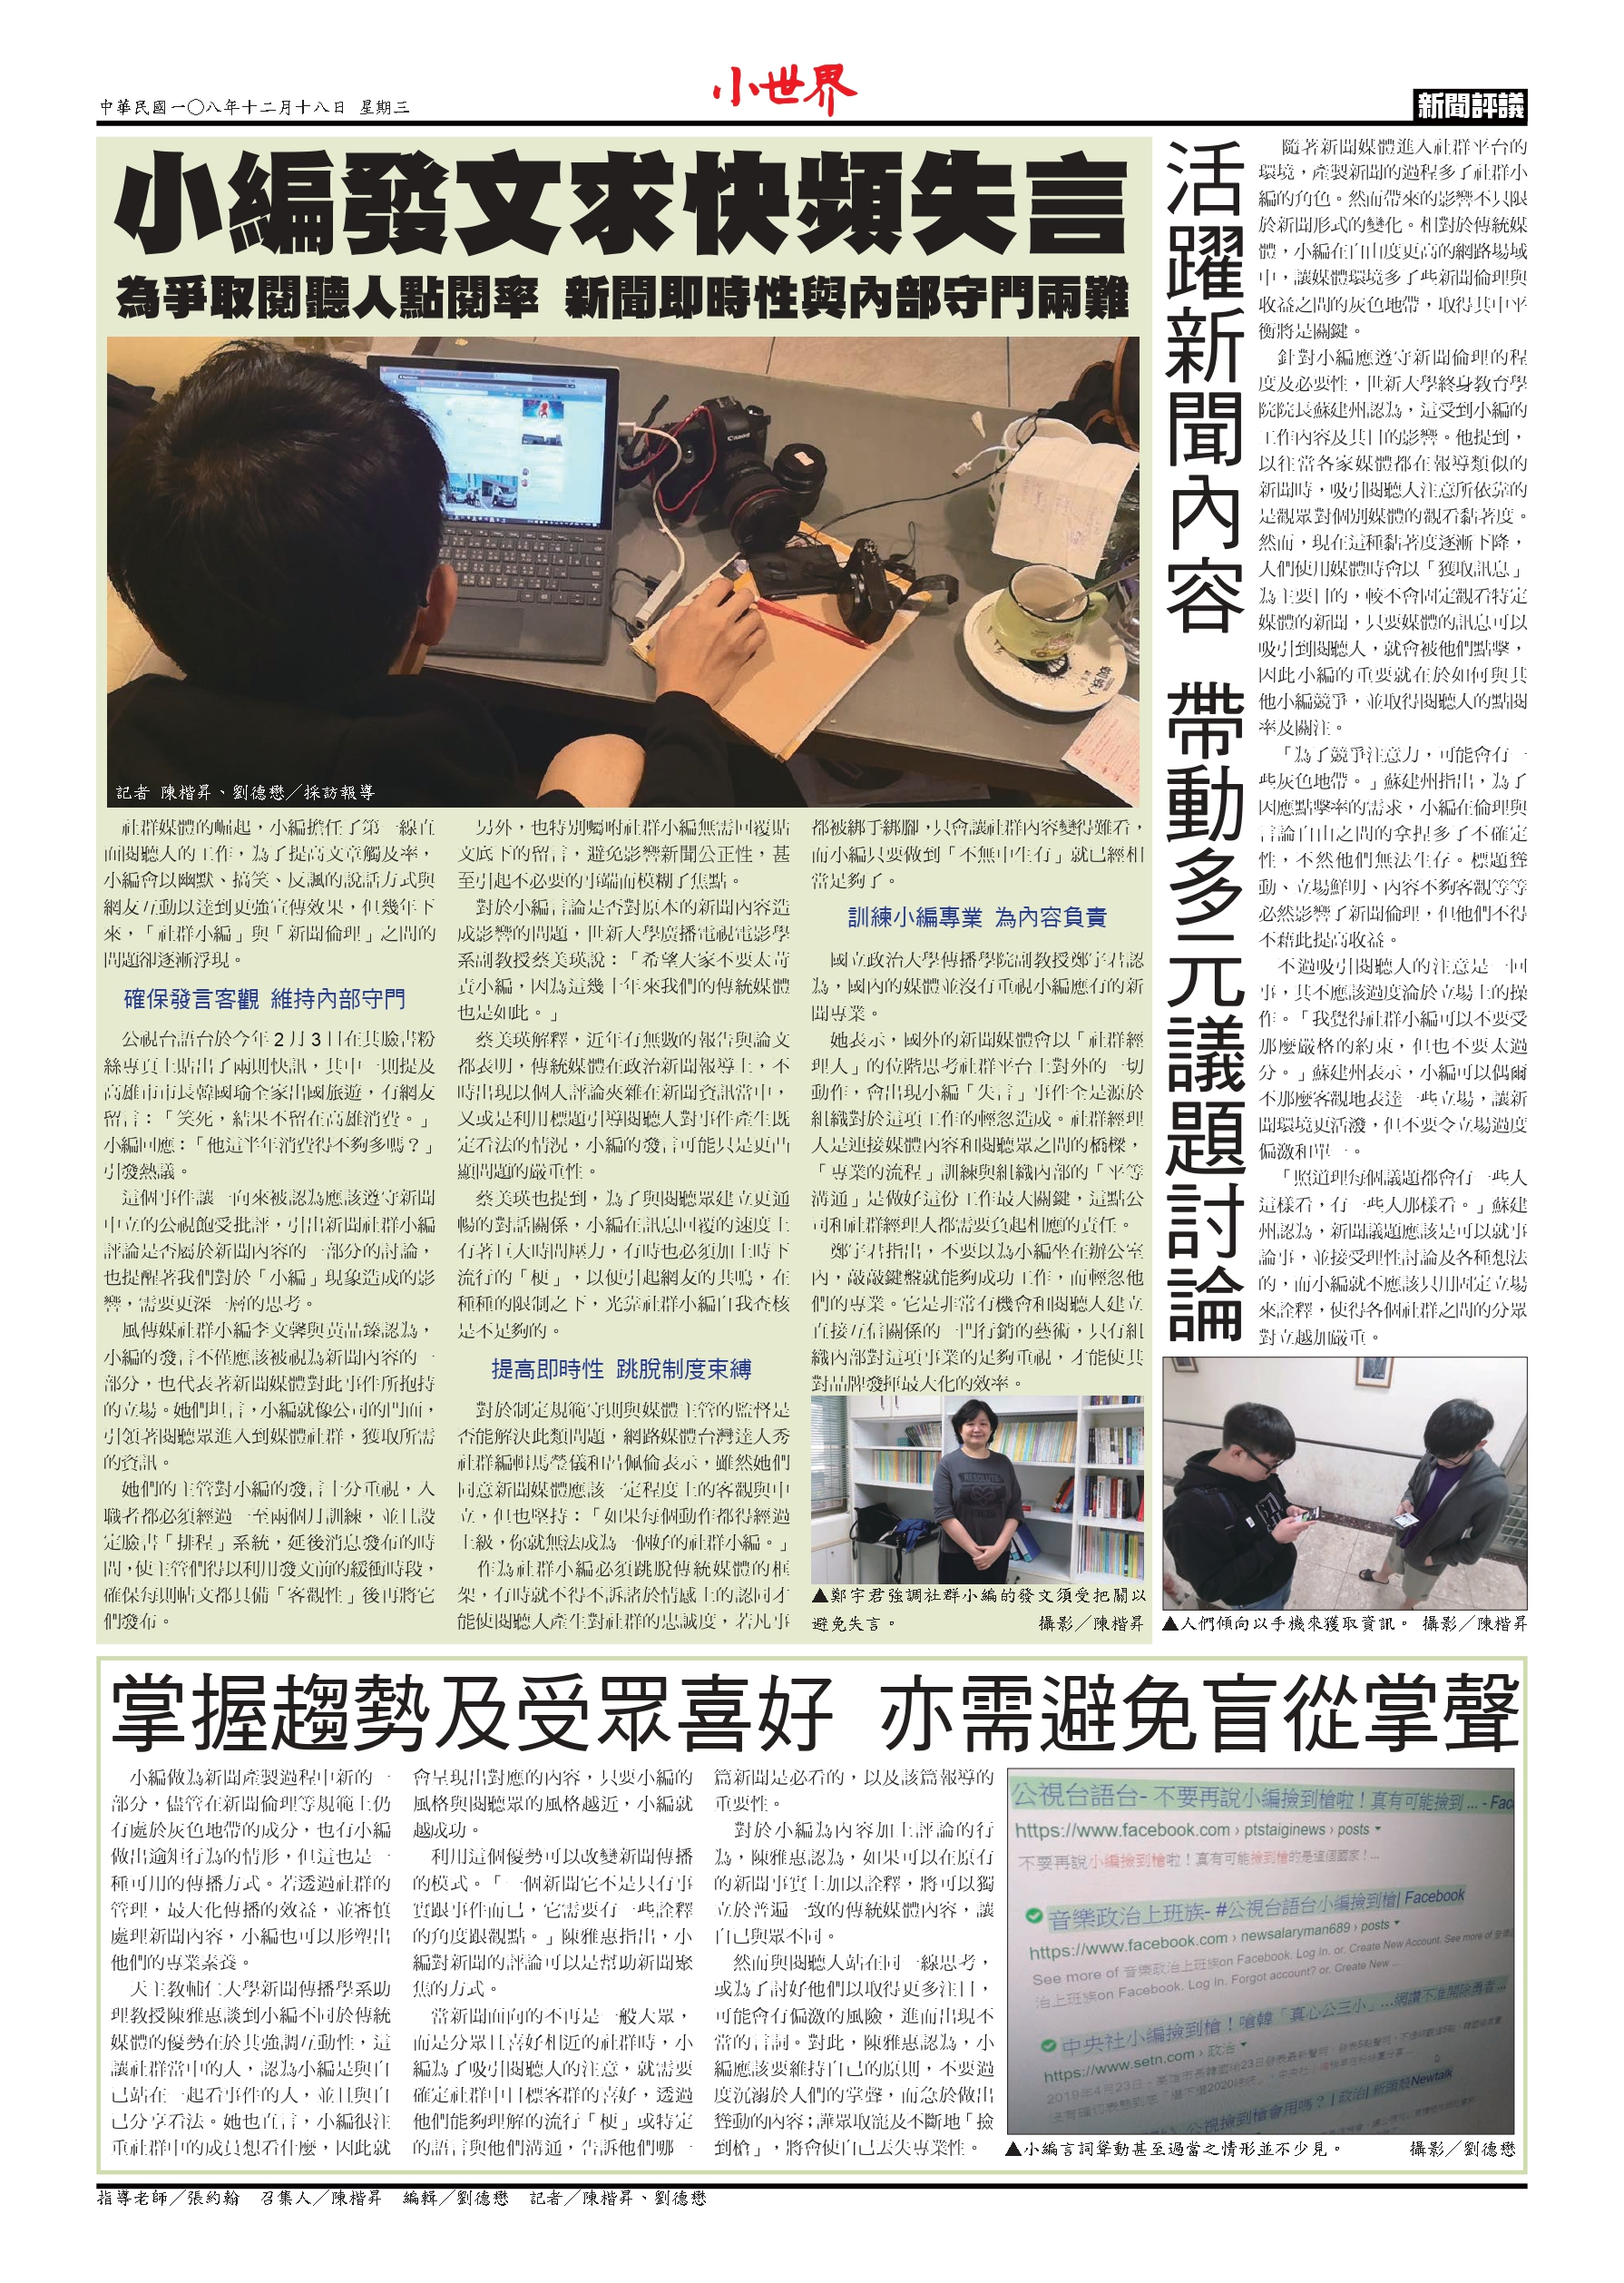 中華民國一〇八年十二月十八日 星期三
小世界
新聞評議
小編發文求快頻失言
為爭取閱聽人點閱率 新聞即時性與內部守門兩難
記者 陳楷昇、劉德懋╱採訪報導
社群媒體的崛起，小編擔任了第一線直
面閱聽人的工作，為了提高文章觸及率，
小編會以幽默、搞笑、反諷的說話方式與
網友互動以達到更強宣傳效果，但幾年下
來，「社群小編」與「新聞倫理」之間的
問題卻逐漸浮現。
確保發言客觀 維持內部守門
公視台語台於今年 2 月 3 日在其臉書粉
絲專頁上貼出了兩則快訊，其中一則提及
高雄市市長韓國瑜全家出國旅遊，有網友
留言：「笑死，結果不留在高雄消費。」
小編回應：「他這半年消費得不夠多嗎？」
引發熱議。
這個事件讓一向來被認為應該遵守新聞
中立的公視飽受批評，引出新聞社群小編
評論是否屬於新聞內容的一部分的討論，
也提醒著我們對於「小編」現象造成的影
響，需要更深一層的思考。
風傳媒社群小編李文馨與黃品臻認為，
小編的發言不僅應該被視為新聞內容的一
部分，也代表著新聞媒體對此事件所抱持
的立場。她們坦言，小編就像公司的門面，
引領著閱聽眾進入到媒體社群，獲取所需
的資訊。
她們的主管對小編的發言十分重視，入
職者都必須經過一至兩個月訓練，並且設
定臉書「排程」系統，延後消息發布的時
間，使主管們得以利用發文前的緩衝時段，
確保每則帖文都具備「客觀性」後再將它
們發布。
另外，也特別囑咐社群小編無需回覆貼
文底下的留言，避免影響新聞公正性，甚
至引起不必要的事端而模糊了焦點。
對於小編言論是否對原本的新聞內容造
成影響的問題，世新大學廣播電視電影學
系副教授蔡美瑛說：「希望大家不要太苛
責小編，因為這幾十年來我們的傳統媒體
也是如此。」
蔡美瑛解釋，近年有無數的報告與論文
都表明，傳統媒體在政治新聞報導上，不
時出現以個人評論夾雜在新聞資訊當中，
又或是利用標題引導閱聽人對事件產生既
定看法的情況，小編的發言可能只是更凸
顯問題的嚴重性。
蔡美瑛也提到，為了與閱聽眾建立更通
暢的對話關係，小編在訊息回覆的速度上
有著巨大時間壓力，有時也必須加上時下
流行的「梗」，以便引起網友的共鳴，在
種種的限制之下，光靠社群小編自我查核
是不足夠的。
提高即時性 跳脫制度束縛
對於制定規範守則與媒體主管的監督是
否能解決此類問題，網路媒體台灣達人秀
社群編輯馬瑩儀和呂佩倫表示，雖然她們
同意新聞媒體應該一定程度上的客觀與中
立，但也堅持：「如果每個動作都得經過
上級，你就無法成為一個好的社群小編。」
作為社群小編必須跳脫傳統媒體的框
架，有時就不得不訴諸於情感上的認同才
能使閱聽人產生對社群的忠誠度，若凡事
都被綁手綁腳，只會讓社群內容變得難看，
而小編只要做到「不無中生有」就已經相
當足夠了。
訓練小編專業 為內容負責
國立政治大學傳播學院副教授鄭宇君認
為，國內的媒體並沒有重視小編應有的新
聞專業。
她表示，國外的新聞媒體會以「社群經
理人」的位階思考社群平台上對外的一切
動作，會出現小編「失言」事件全是源於
組織對於這項工作的輕忽造成。社群經理
人是連接媒體內容和閱聽眾之間的橋樑，
「專業的流程」訓練與組織內部的「平等
溝通」是做好這份工作最大關鍵，這點公
司和社群經理人都需要負起相應的責任。
鄭宇君指出，不要以為小編坐在辦公室
內，敲敲鍵盤就能夠成功工作，而輕忽他
們的專業。它是非常有機會和閱聽人建立
直接互信關係的一門行銷的藝術，只有組
織內部對這項事業的足夠重視，才能使其
對品牌發揮最大化的效率。
▲鄭宇君強調社群小編的發文須受把關以
避免失言。 攝影╱陳楷昇
活躍新聞內容 帶動多元議題討論
隨著新聞媒體進入社群平台的
環境，產製新聞的過程多了社群小
編的角色。然而帶來的影響不只限
於新聞形式的變化。相對於傳統媒
體，小編在自由度更高的網路場域
中，讓媒體環境多了些新聞倫理與
收益之間的灰色地帶，取得其中平
衡將是關鍵。
針對小編應遵守新聞倫理的程
度及必要性，世新大學終身教育學
院院長蘇建州認為，這受到小編的
工作內容及其目的影響。他提到，
以往當各家媒體都在報導類似的
新聞時，吸引閱聽人注意所依靠的
是觀眾對個別媒體的觀看黏著度。
然而，現在這種黏著度逐漸下降，
人們使用媒體時會以「獲取訊息」
為主要目的，較不會固定觀看特定
媒體的新聞，只要媒體的訊息可以
吸引到閱聽人，就會被他們點擊，
因此小編的重要就在於如何與其
他小編競爭，並取得閱聽人的點閱
率及關注。
「為了競爭注意力，可能會有一
些灰色地帶。」蘇建州指出，為了
因應點擊率的需求，小編在倫理與
言論自由之間的拿捏多了不確定
性，不然他們無法生存。標題聳
動、立場鮮明、內容不夠客觀等等
必然影響了新聞倫理，但他們不得
不藉此提高收益。
不過吸引閱聽人的注意是一回
事，其不應該過度淪於立場上的操
作。「我覺得社群小編可以不要受
那麼嚴格的約束，但也不要太過
分。」蘇建州表示，小編可以偶爾
不那麼客觀地表達一些立場，讓新
聞環境更活潑，但不要令立場過度
偏激和單一。
「照道理每個議題都會有一些人
這樣看，有一些人那樣看。」蘇建
州認為，新聞議題應該是可以就事
論事，並接受理性討論及各種想法
的，而小編就不應該只用固定立場
來詮釋，使得各個社群之間的分眾
對立越加嚴重。
▲人們傾向以手機來獲取資訊。 攝影╱陳楷昇
掌握趨勢及受眾喜好 亦需避免盲從掌聲
小編做為新聞產製過程中新的一
部分，儘管在新聞倫理等規範上仍
有處於灰色地帶的成分，也有小編
做出逾矩行為的情形，但這也是一
種可用的傳播方式。若透過社群的
管理，最大化傳播的效益，並審慎
處理新聞內容，小編也可以形塑出
他們的專業素養。
天主教輔仁大學新聞傳播學系助
理教授陳雅惠談到小編不同於傳統
媒體的優勢在於其強調互動性，這
讓社群當中的人，認為小編是與自
己站在一起看事件的人，並且與自
己分享看法。她也直言，小編很注
重社群中的成員想看什麼，因此就
會呈現出對應的內容，只要小編的
風格與閱聽眾的風格越近，小編就
越成功。
利用這個優勢可以改變新聞傳播
的模式。「一個新聞它不是只有事
實跟事件而已，它需要有一些詮釋
的角度跟觀點。」陳雅惠指出，小
編對新聞的評論可以是幫助新聞聚
焦的方式。
當新聞面向的不再是一般大眾，
而是分眾且喜好相近的社群時，小
編為了吸引閱聽人的注意，就需要
確定社群中目標客群的喜好，透過
他們能夠理解的流行「梗」或特定
的語言與他們溝通，告訴他們哪一
篇新聞是必看的，以及該篇報導的
重要性。
對於小編為內容加上評論的行
為，陳雅惠認為，如果可以在原有
的新聞事實上加以詮釋，將可以獨
立於普遍一致的傳統媒體內容，讓
自己與眾不同。
然而與閱聽人站在同一線思考，
或為了討好他們以取得更多注目，
可能會有偏激的風險，進而出現不
當的言詞。對此，陳雅惠認為，小
編應該要維持自己的原則，不要過
度沉溺於人們的掌聲，而急於做出
聳動的內容；譁眾取寵及不斷地「撿
到槍」，將會使自己丟失專業性。
公視台語台- 不要再說小編撿到槍啦！真有可能撿到 ... - Fac
https://www.facebook.com › ptstaiginews › posts
不要再說小編撿到槍啦！真有可能撿到槍的是這個國家！...
音樂政治上班族- #公視台語台小編撿到槍| Facebook
https://www.facebook.com › newsalaryman689 › posts
See more of 音樂政治上班族on Facebook. Log In. or. Create New Account. See more of 音樂政
治上班族on Facebook. Log In. Forgot account? or. Create New ...
中央社小編撿到槍！嗆韓「真心公三小」...網讚不准開除勇者...
https://www.setn.com › 政治
公視撿到槍會用嗎？ | 政治| 新頭殼Newtalk
▲小編言詞聳動甚至過當之情形並不少見。 攝影╱劉德懋
指導老師╱張約翰 召集人╱陳楷昇 編輯╱劉德懋 記者╱陳楷昇、劉德懋